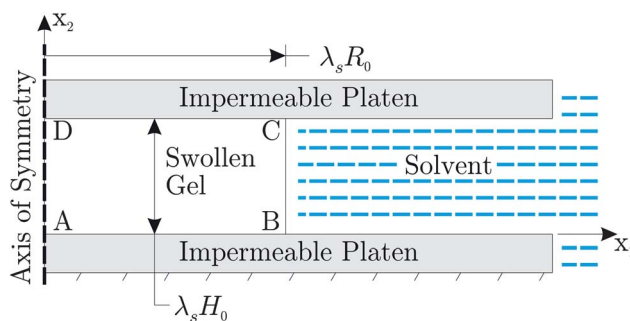 x₂
λₛR₀
Impermeable Platen
D
C
Swollen
Gel
Solvent
Axis of Symmetry
A
B
Impermeable Platen
x
λₛH₀